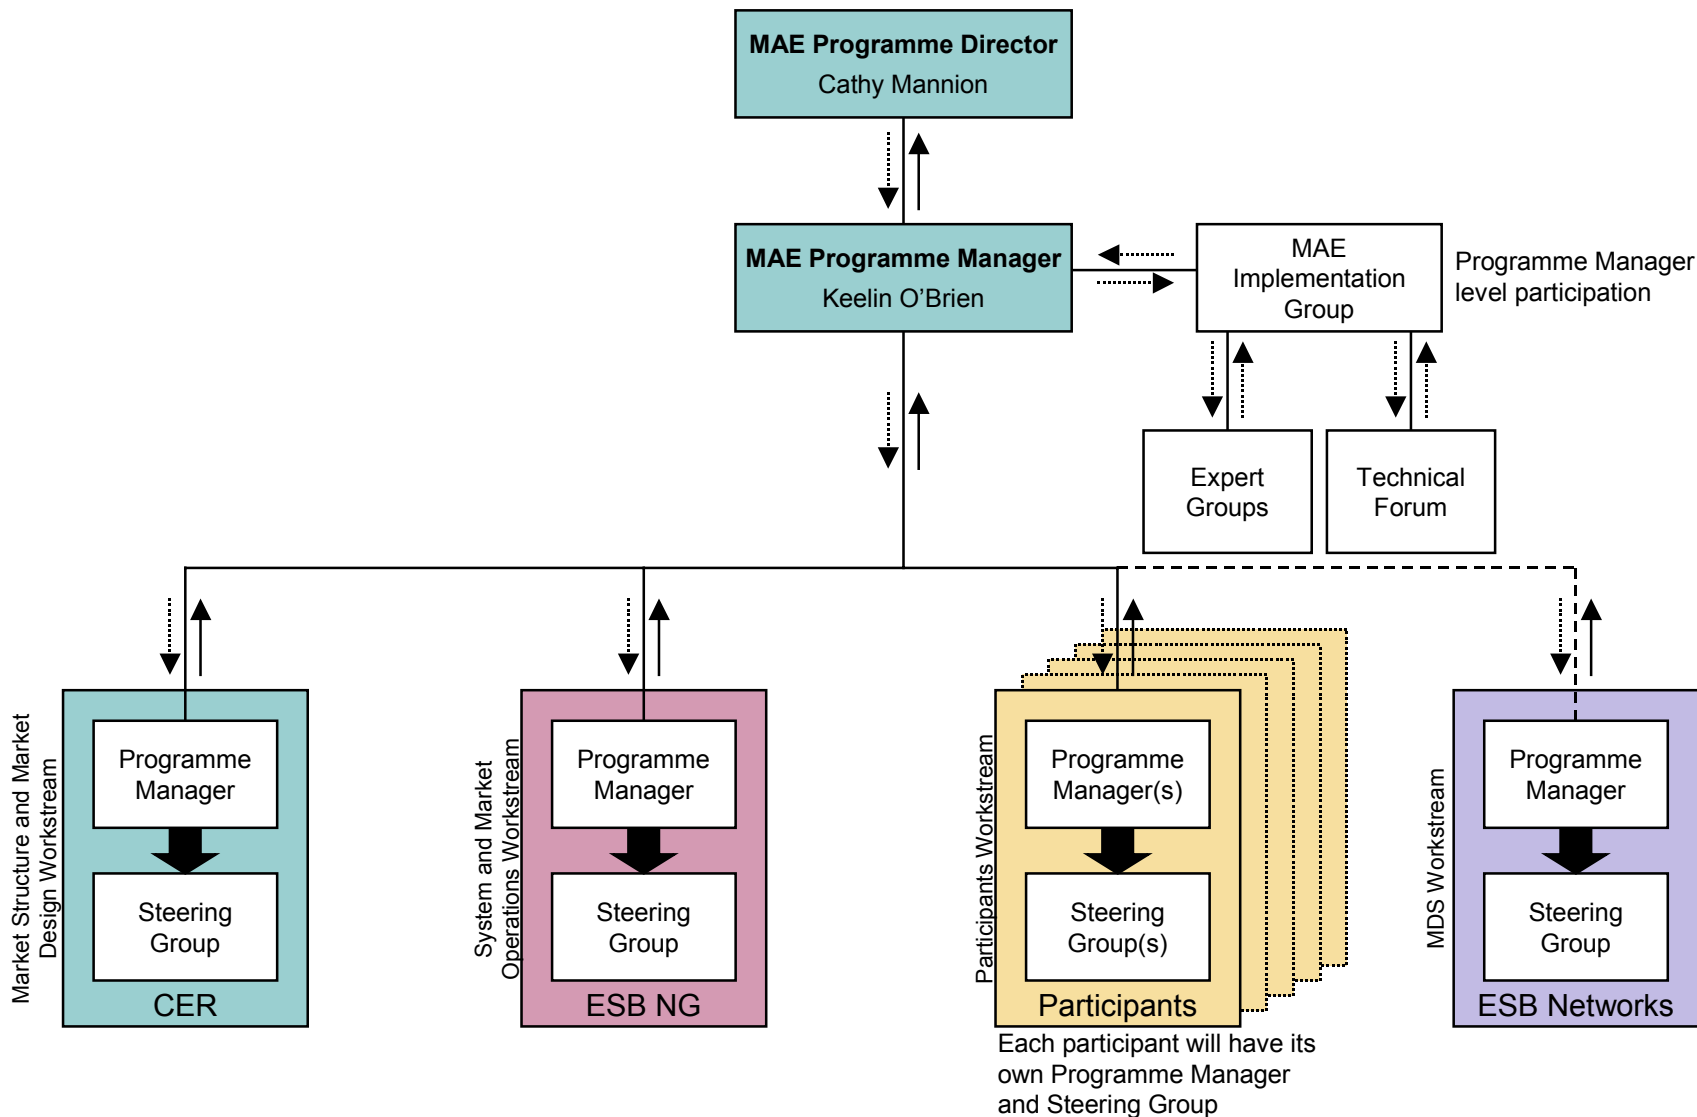 MAE Programme Director
Cathy Mannion
MAE Programme Manager
Keelin O’Brien
MAE
Implementation
Group
Programme Manager
level participation
Expert
Groups
Technical
Forum
Market Structure and Market
Design Workstream
Programme
Manager
Steering
Group
CER
System and Market
Operations Workstream
Programme
Manager
Steering
Group
ESB NG
Participants Workstream
Programme
Manager(s)
Steering
Group(s)
Participants
Each participant will have its
own Programme Manager
and Steering Group
MDS Workstream
Programme
Manager
Steering
Group
ESB Networks